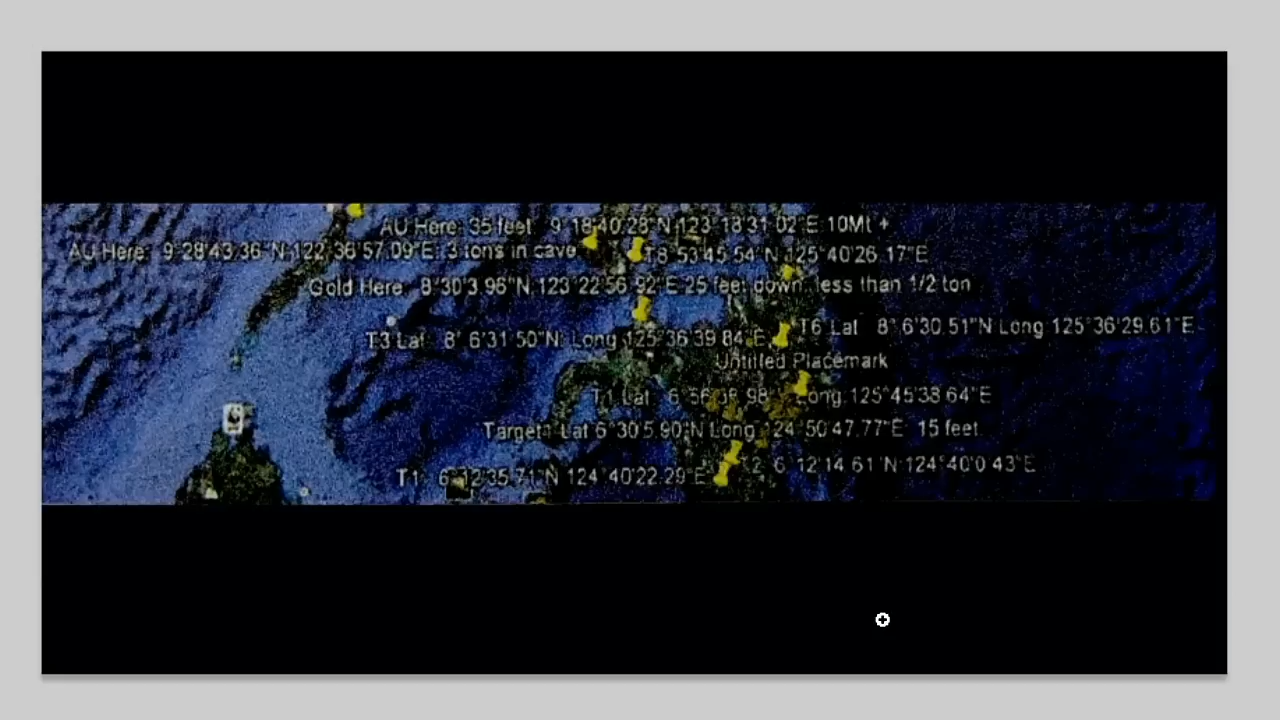 AU Here: 35 feet 9°18'40.28"N 123°18'31.02"E 10Mt +
AU Here: 9°28'43.36"N 122°36'57.09"E: 3 tons in cave
T8°53'45.54"N 125°40'26.17"E
Gold Here: 8°30'3.96"N, 123°22'56.92"E 25 feet down. less than 1/2 ton
T6 Lat 8° 6'30.51"N Long 125°36'29.61"E
T3 Lat 8° 6'31.50"N: Long 125°36'39.84"E
Untitled Placemark
T1 Lat Long:125°45'38.64"E
Target1 Lat 6°30'5.90"N Long 124°50'47.77"E 15 feet
T2 6°12'14.61"N 124°40'0.43"E
T1: 6°12'35.71"N 124°40'22.29"E